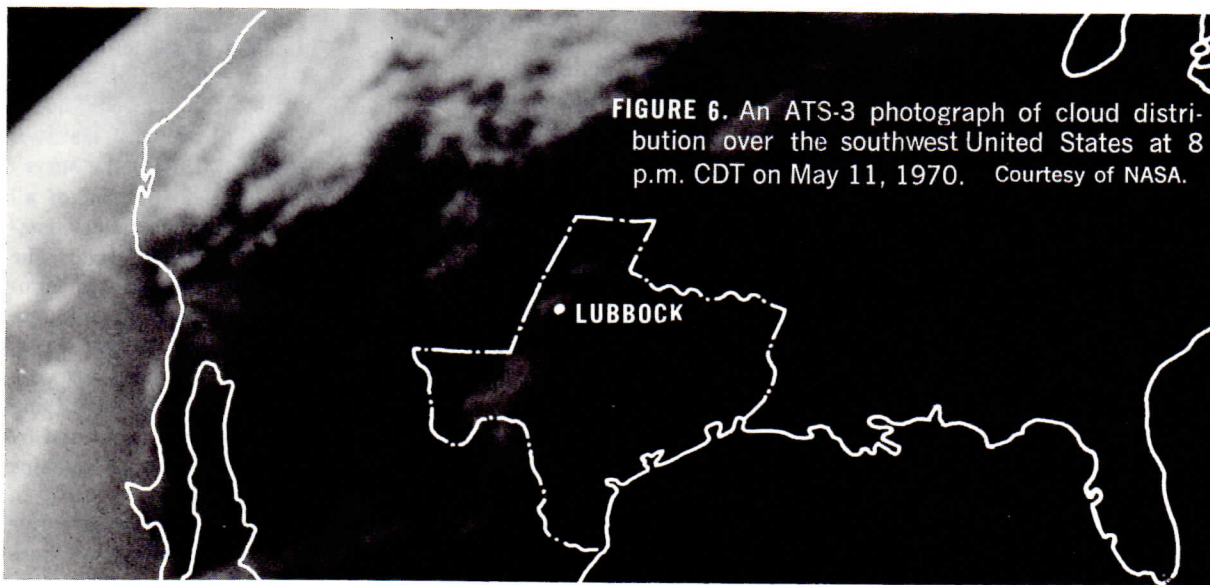 FIGURE 6. An ATS-3 photograph of cloud distri-
bution over the southwest United States at 8
p.m. CDT on May 11, 1970. Courtesy of NASA.
LUBBOCK